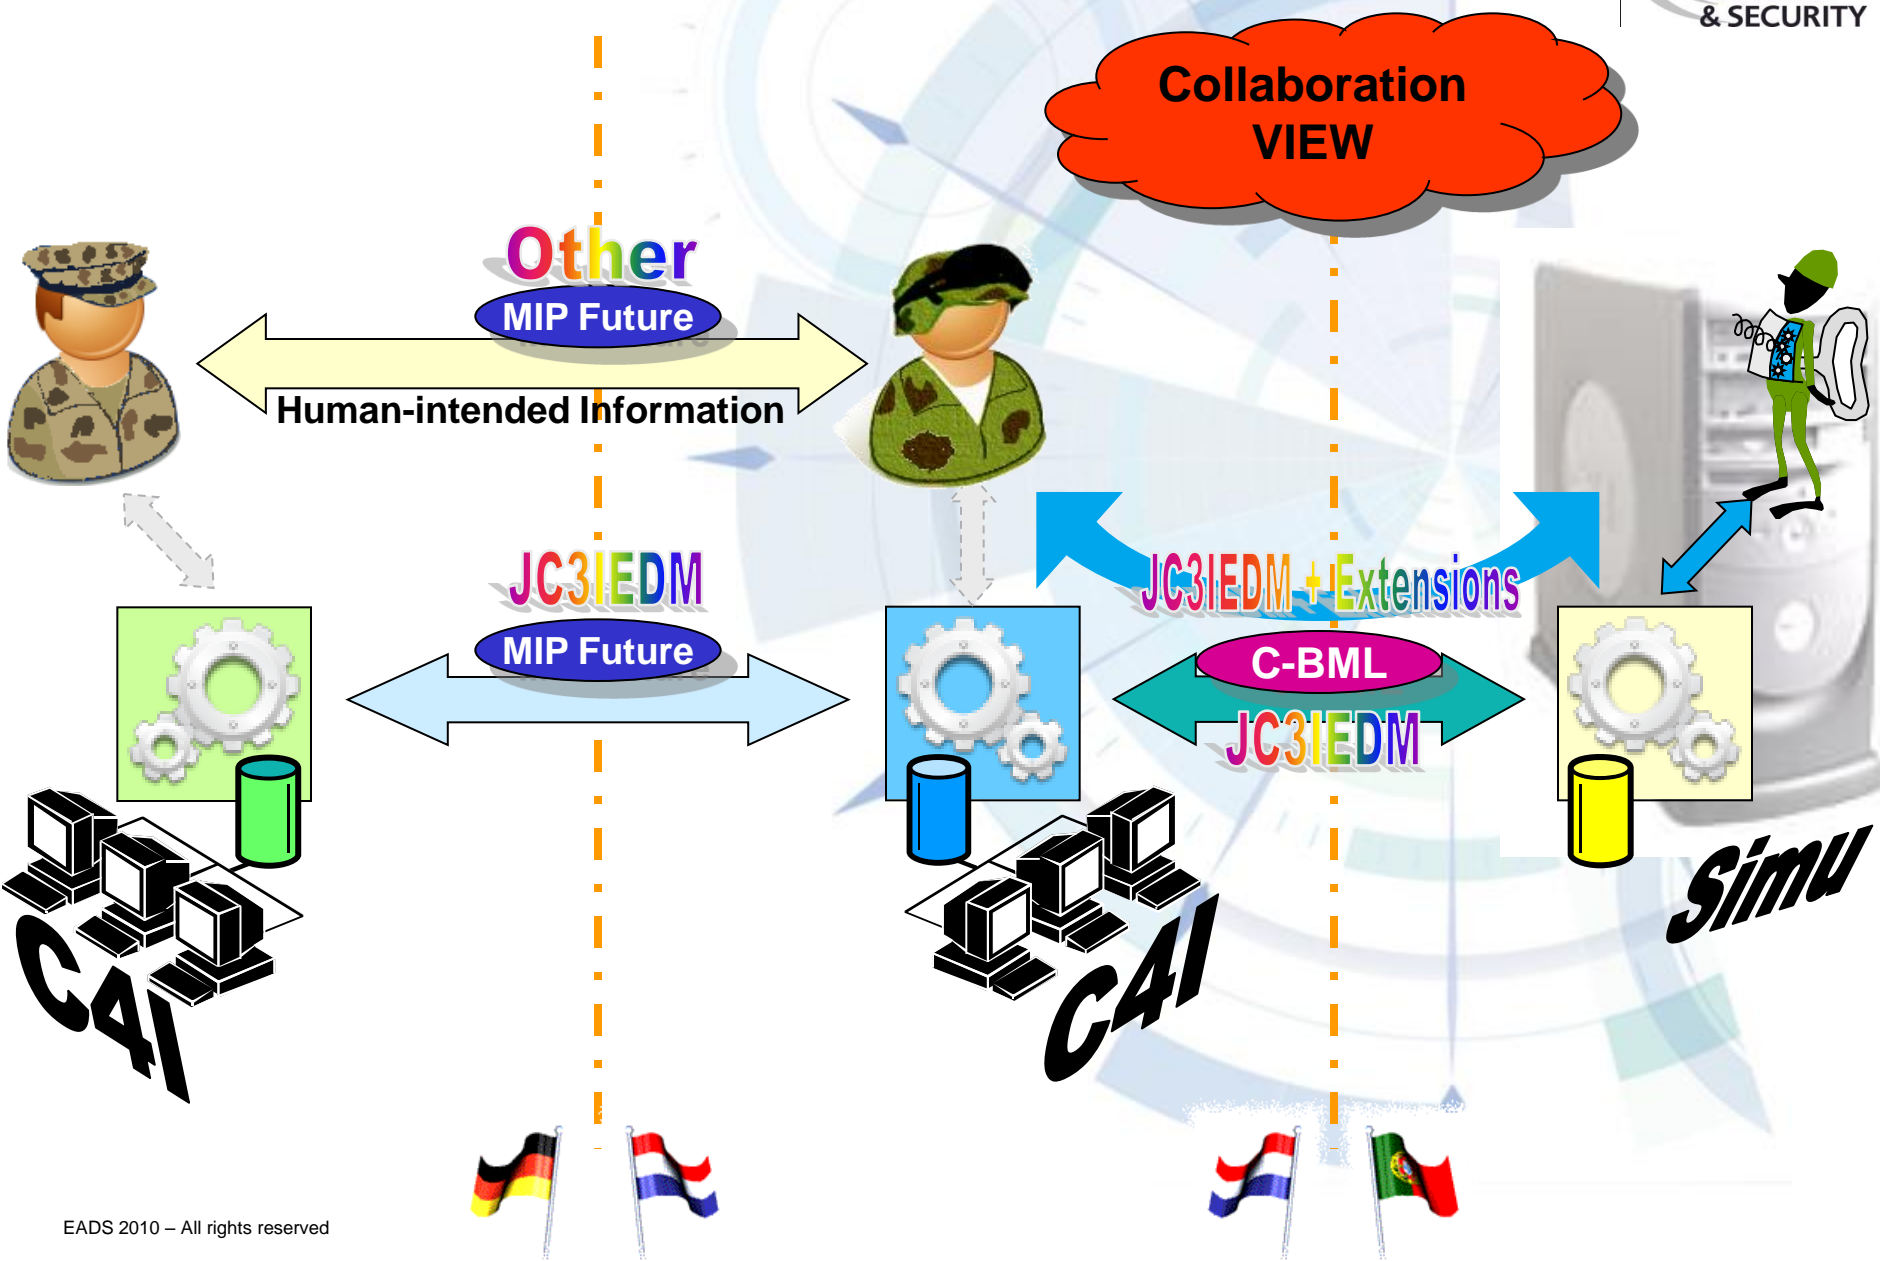 & SECURITY
Collaboration
VIEW
Other
MIP Future
Human-intended Information
JC3IEDM
MIP Future
JC3IEDM + Extensions
C-BML
JC3IEDM
C4I
C4I
Simu
EADS 2010 – All rights reserved